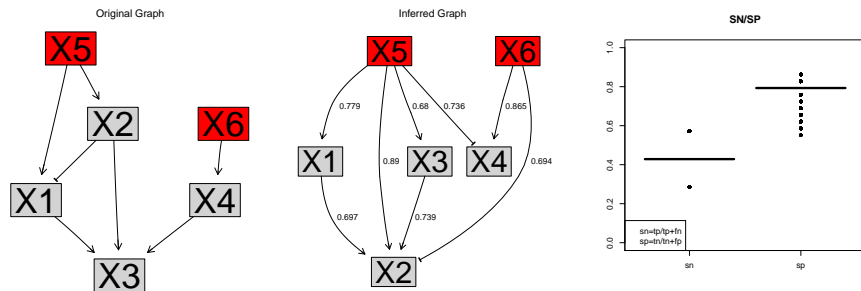 Original Graph
X5
X2
X6
X1
X4
X3
Inferred Graph
X5
X6
0.779
0.68
0.736
0.865
X1
0.89
X3
X4
0.694
0.697
0.739
X2
SN/SP
1.0
0.8
0.6
0.4
0.2
0.0
sn=tp/tp+fn
sp=tn/tn+fp
sn
sp